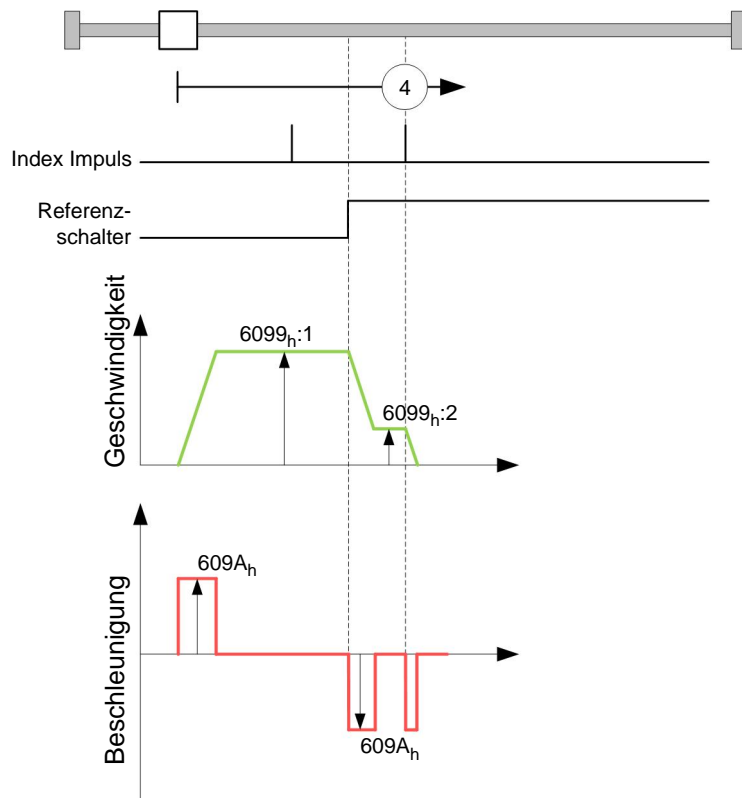 4
Index Impuls
Referenz-
schalter
Geschwindigkeit
6099h:1
6099h:2
Beschleunigung
609Ah
609Ah